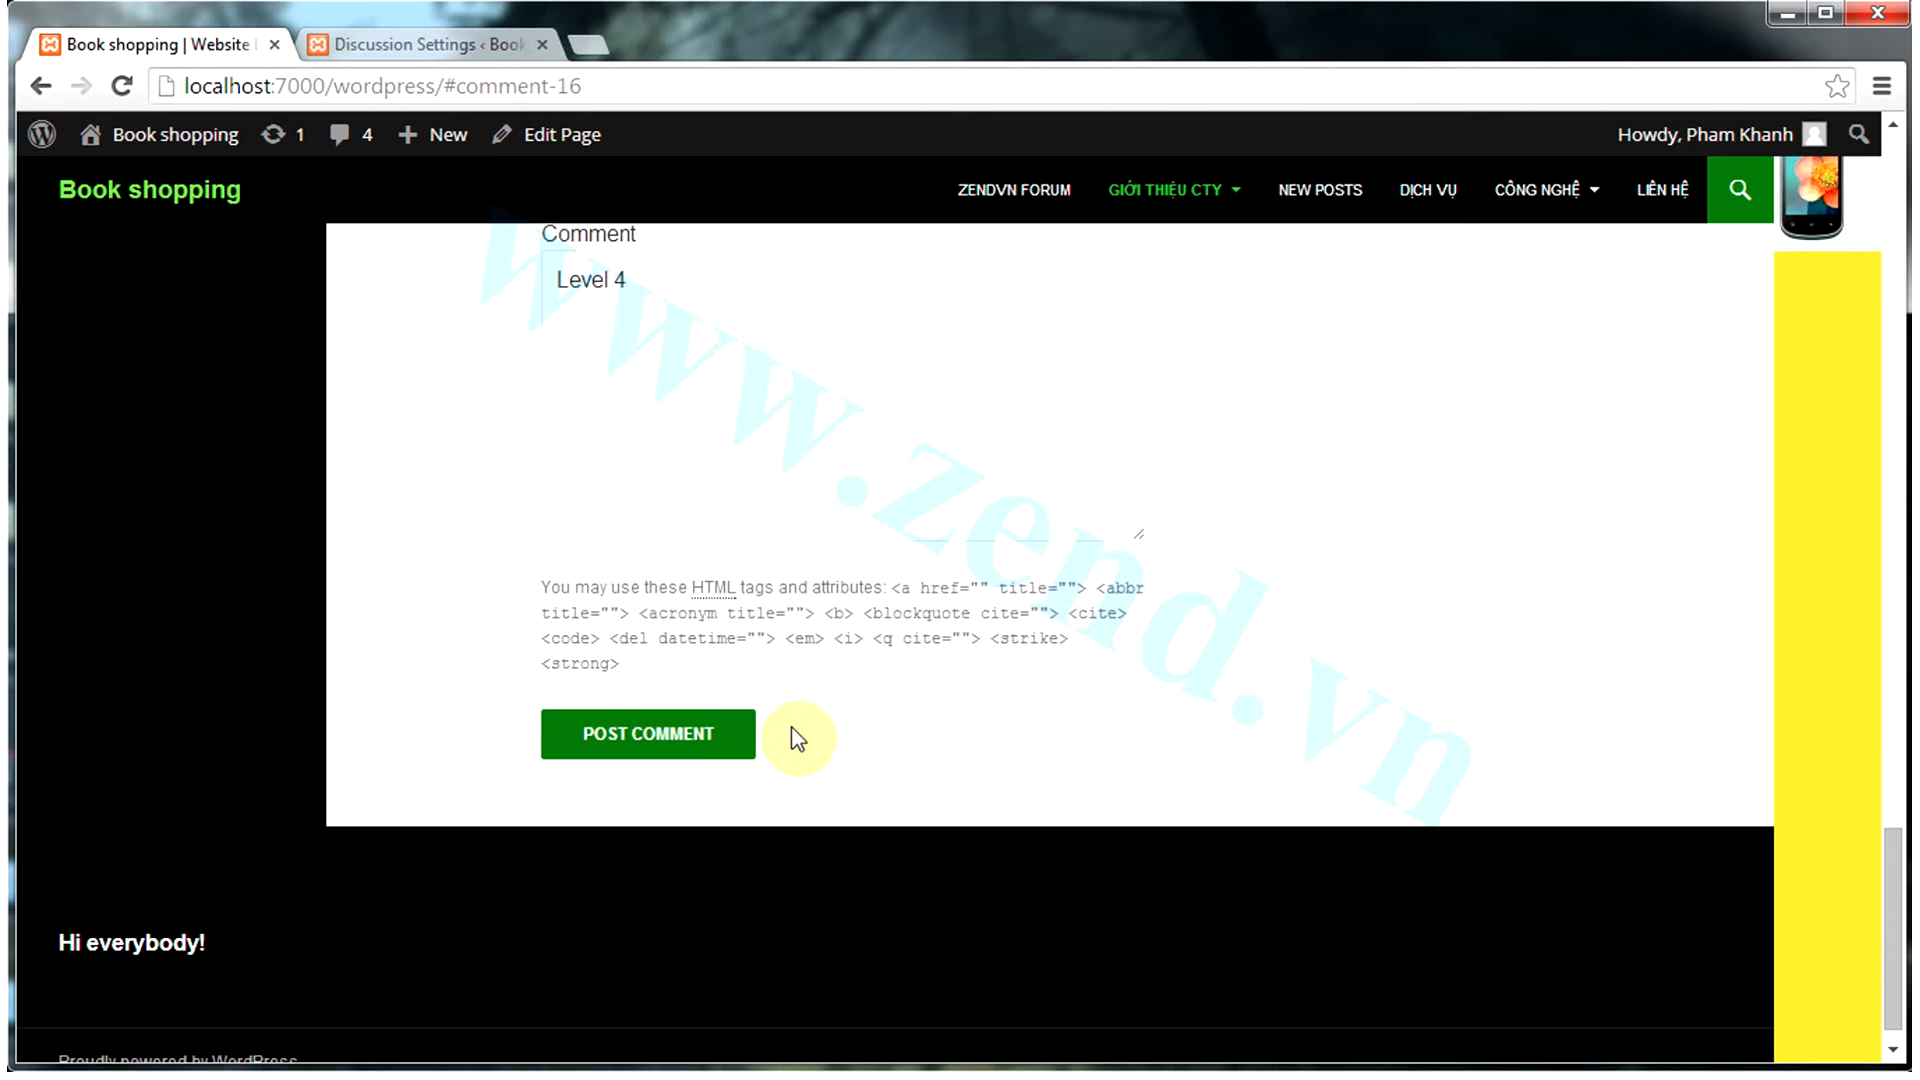 Book shopping | Website
Discussion Settings ‹ Book
localhost:7000/wordpress/#comment-16
Book shopping 1 4 New Edit Page Howdy, Pham Khanh
Book shopping ZENDVN FORUM GIỚI THIỆU CTY NEW POSTS DỊCH VỤ CÔNG NGHỆ LIÊN HỆ
Comment
Level 4
www.zend.vn
You may use these HTML tags and attributes: <a href="" title=""> <abbr
title=""> <acronym title=""> <b> <blockquote cite=""> <cite>
<code> <del datetime=""> <em> <i> <q cite=""> <strike>
<strong>
POST COMMENT
Hi everybody!
Proudly powered by WordPress